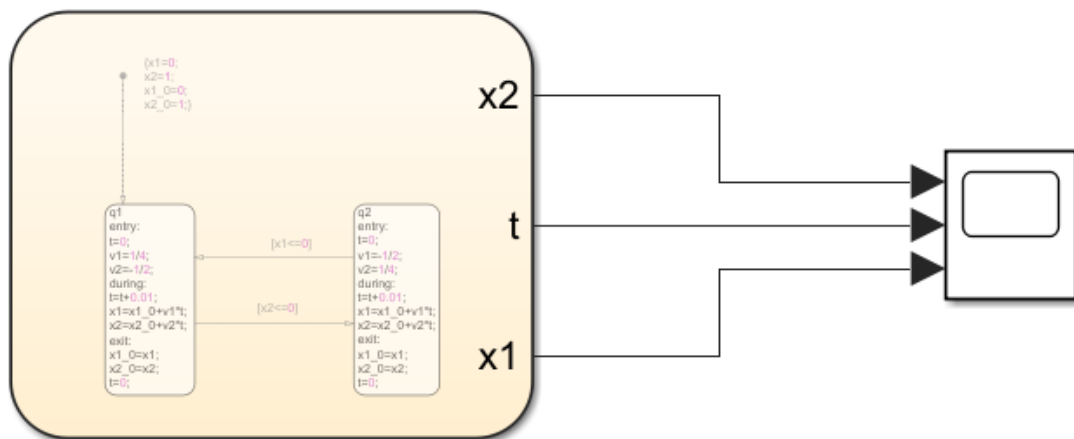 {x1=0;
x2=1;
x1_0=0;
x2_0=1;}
q1
entry:
t=0;
v1=1/4;
v2=-1/2;
during:
t=t+0.01;
x1=x1_0+v1*t;
x2=x2_0+v2*t;
exit:
x1_0=x1;
x2_0=x2;
t=0;
[x1<=0]
[x2<=0]
q2
entry:
t=0;
v1=-1/2;
v2=1/4;
during:
t=t+0.01;
x1=x1_0+v1*t;
x2=x2_0+v2*t;
exit:
x1_0=x1;
x2_0=x2;
t=0;
x2
t
x1